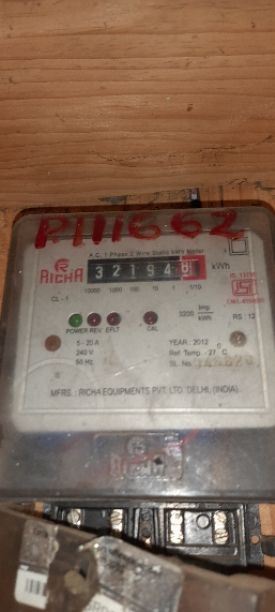 R111662
A.C. 1 Phase 2 Wire Static kWh Meter
RICHA
32194 kWh
10000 1000 100 10 1 1/10
CL - 1
POWER REV EFLT CAL
3200 Imp/kWh
RS : 12
5 - 20 A
240 V
50 Hz
YEAR : 2012
Ref. Temp. - 27° C
SL. No.
MFRS. : RICHA EQUIPMENTS PVT. LTD. DELHI, (INDIA)